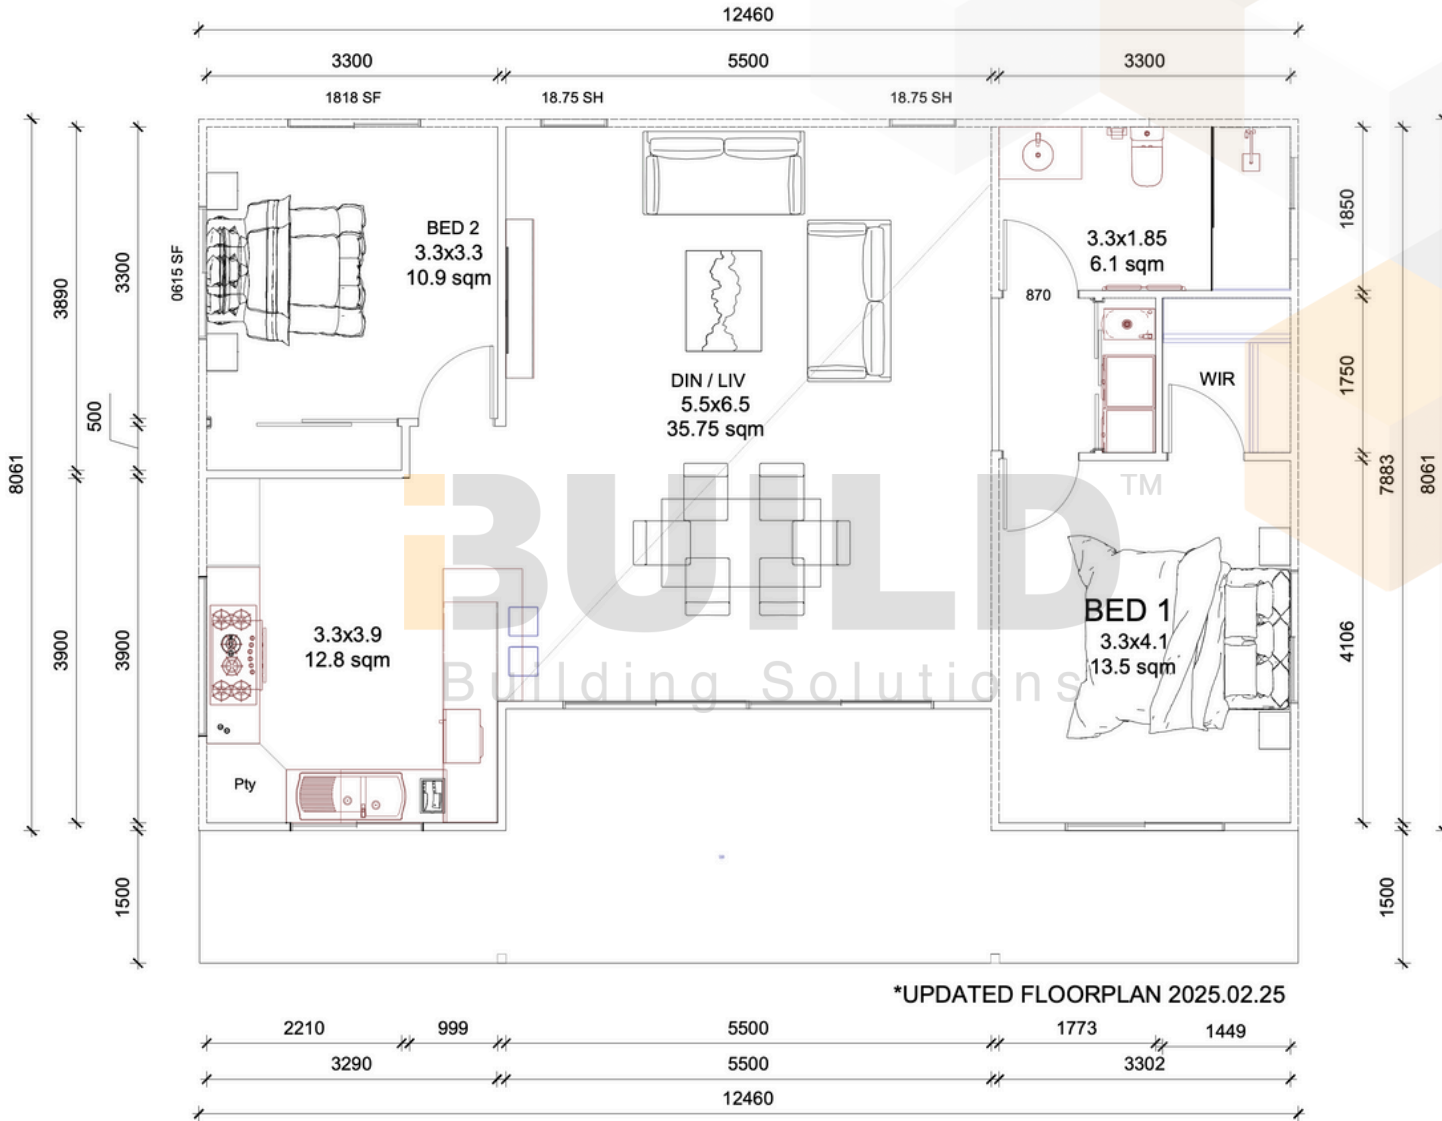 12460
3300
5500
3300
1818 SF
18.75 SH
18.75 SH
8061
3890
3900
500
3300
3900
1500
0615 SF
BED 2
3.3x3.3
10.9 sqm
DIN / LIV
5.5x6.5
35.75 sqm
3.3x1.85
6.1 sqm
870
WIR
iBUILD™
Building Solutions
BED 1
3.3x4.1
13.5 sqm
3.3x3.9
12.8 sqm
Pty
1850
1750
4106
7883
8061
1500
*UPDATED FLOORPLAN 2025.02.25
2210
999
5500
1773
1449
3290
5500
3302
12460